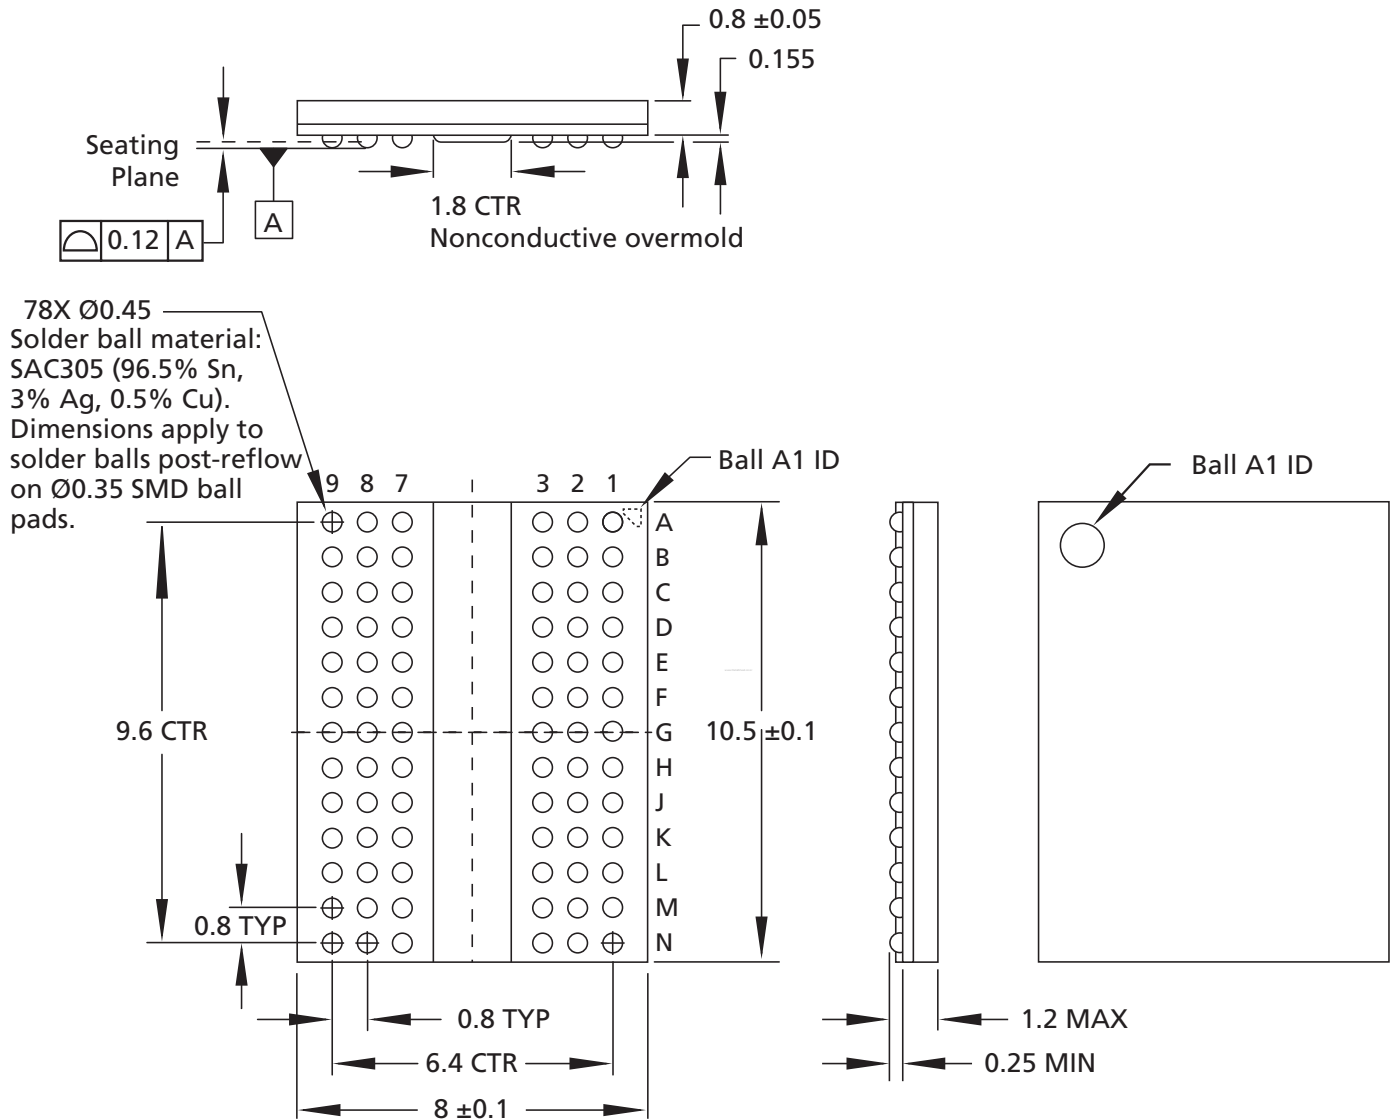 0.8 ±0.05
0.155
Seating
Plane
A
0.12 A
1.8 CTR
Nonconductive overmold
78X Ø0.45
Solder ball material:
SAC305 (96.5% Sn,
3% Ag, 0.5% Cu).
Dimensions apply to
solder balls post-reflow
on Ø0.35 SMD ball
pads.
Ball A1 ID
Ball A1 ID
9 8 7 3 2 1
A
B
C
D
E
F
G
H
J
K
L
M
N
9.6 CTR
10.5 ±0.1
0.8 TYP
0.8 TYP
1.2 MAX
6.4 CTR
0.25 MIN
8 ±0.1